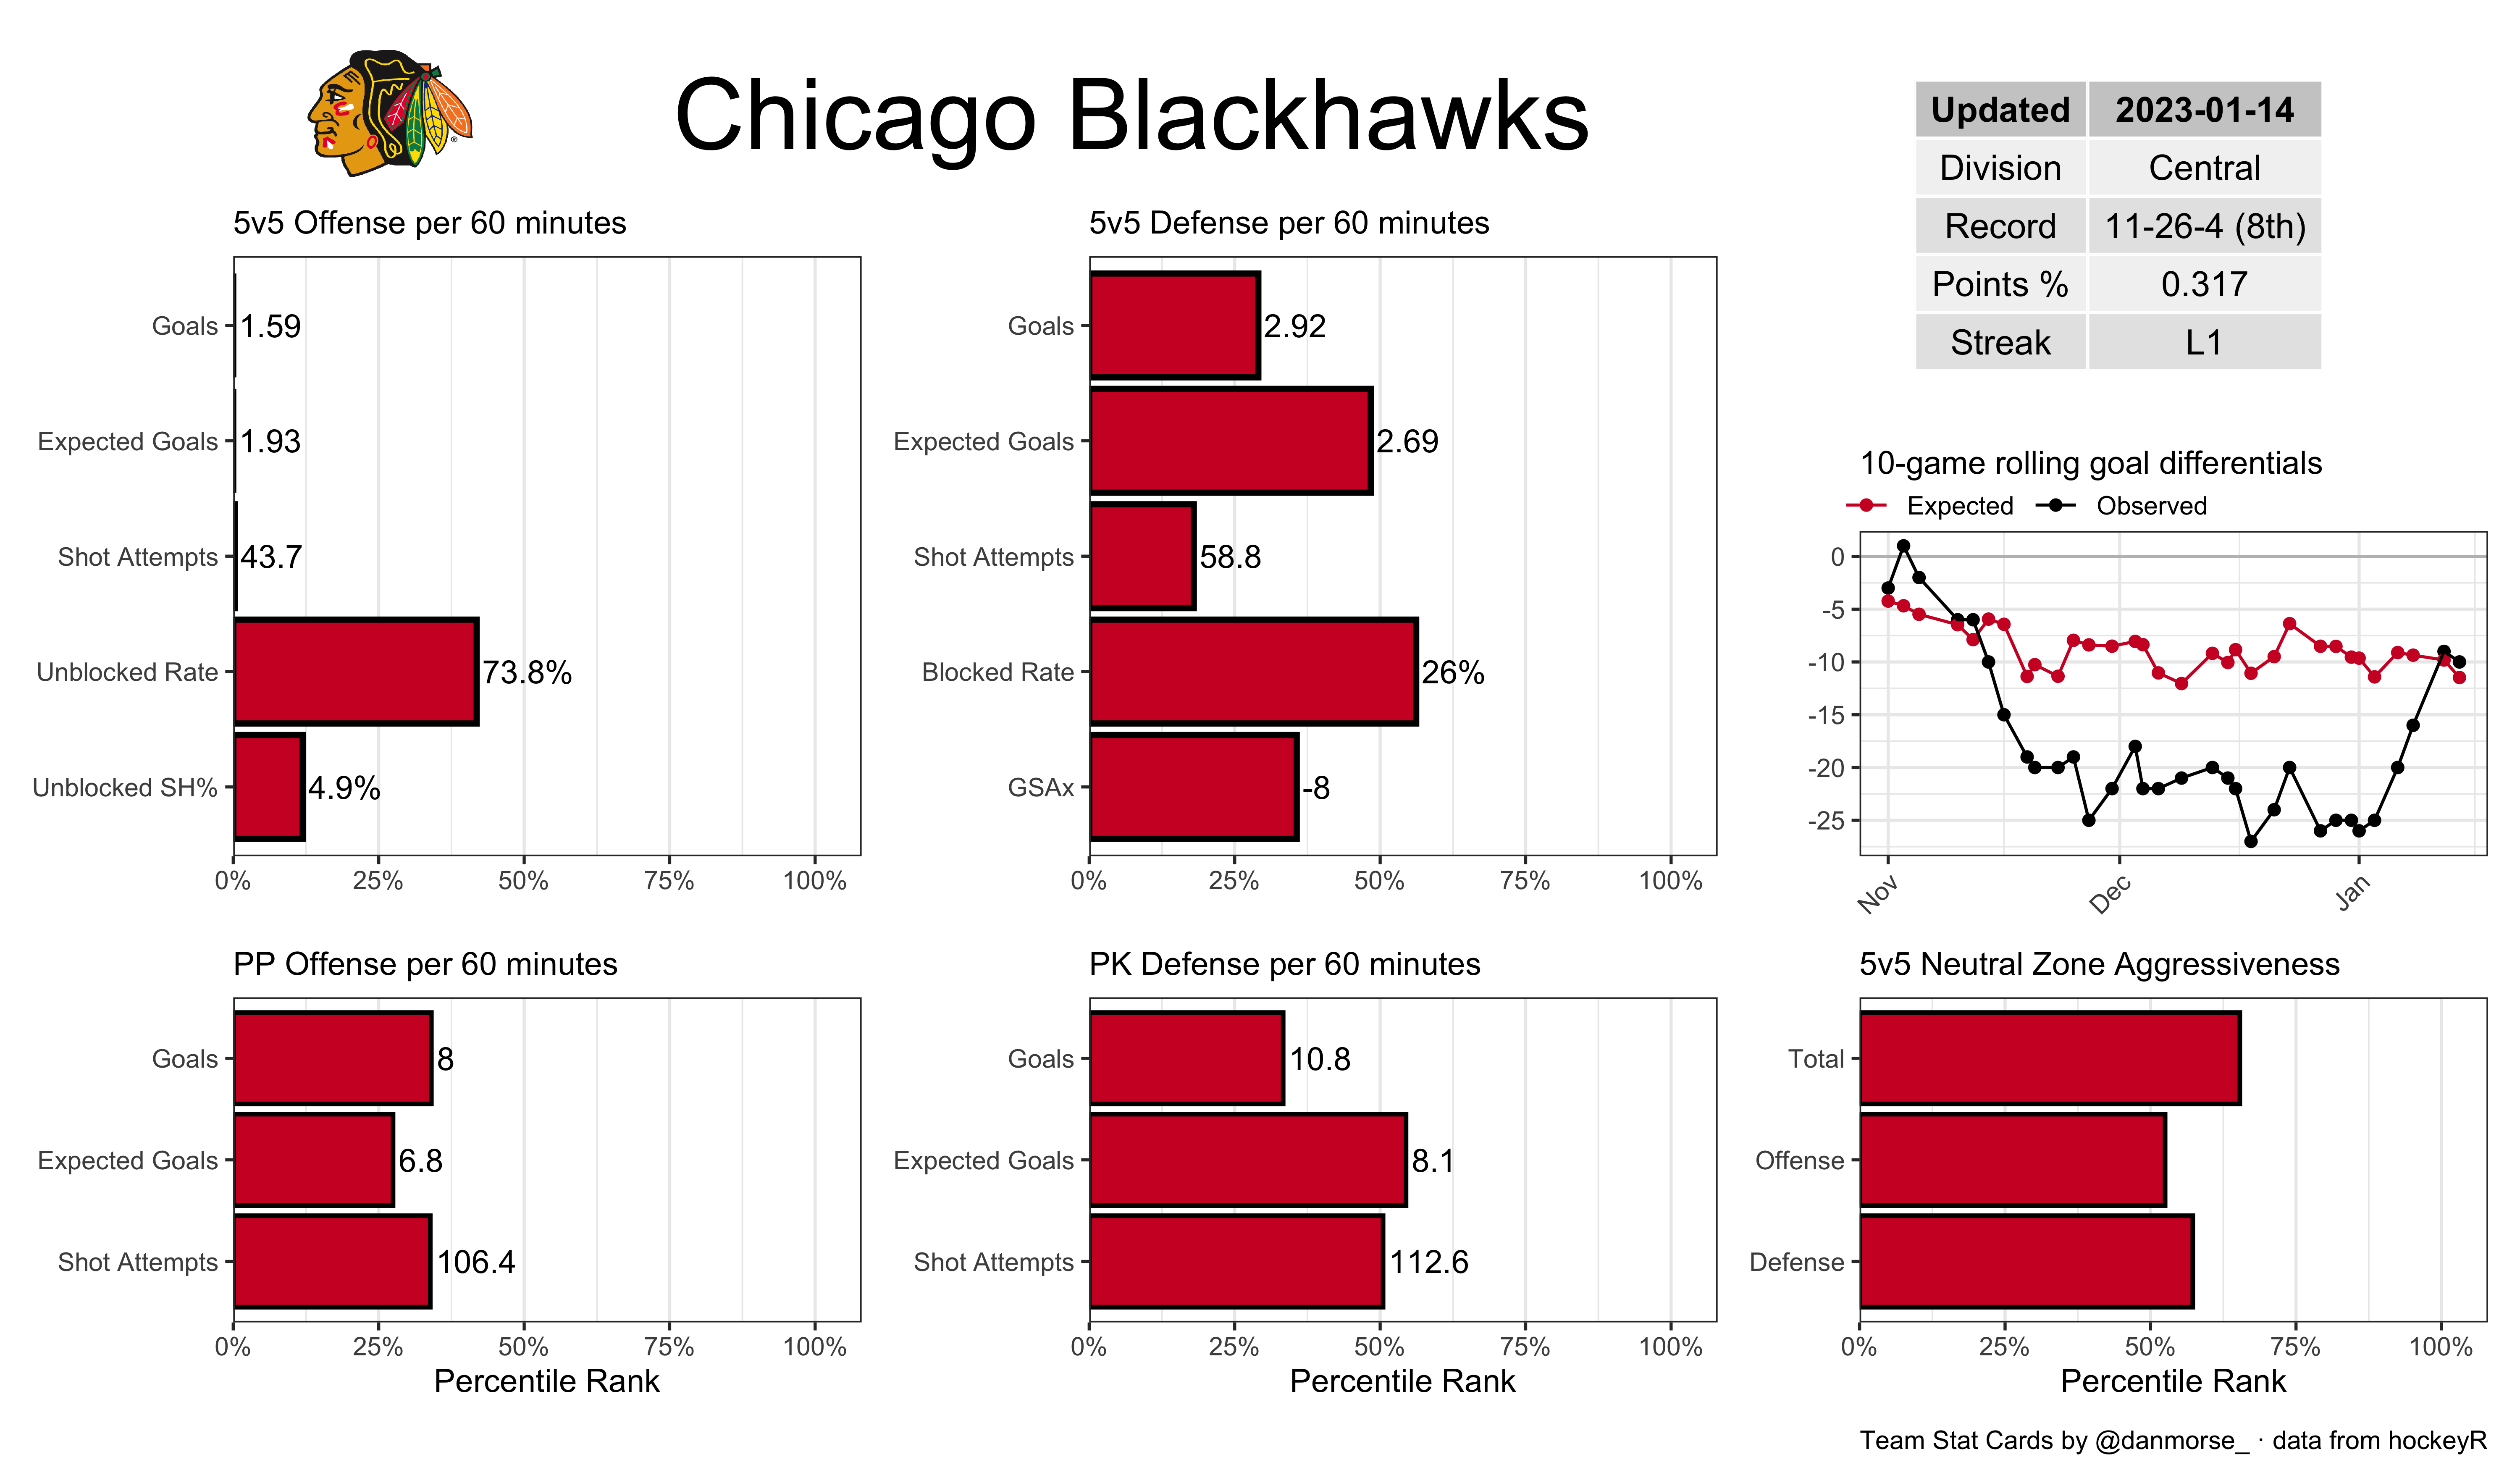 Chicago Blackhawks
Updated 2023-01-14
Division Central
Record 11-26-4 (8th)
Points % 0.317
Streak L1
5v5 Offense per 60 minutes
Goals 1.59
Expected Goals 1.93
Shot Attempts 43.7
Unblocked Rate 73.8%
Unblocked SH% 4.9%
0% 25% 50% 75% 100%
5v5 Defense per 60 minutes
Goals 2.92
Expected Goals 2.69
Shot Attempts 58.8
Blocked Rate 26%
GSAx -8
0% 25% 50% 75% 100%
10-game rolling goal differentials
Expected Observed
0
-5
-10
-15
-20
-25
Nov Dec Jan
PP Offense per 60 minutes
Goals 8
Expected Goals 6.8
Shot Attempts 106.4
0% 25% 50% 75% 100%
Percentile Rank
PK Defense per 60 minutes
Goals 10.8
Expected Goals 8.1
Shot Attempts 112.6
0% 25% 50% 75% 100%
Percentile Rank
5v5 Neutral Zone Aggressiveness
Total
Offense
Defense
0% 25% 50% 75% 100%
Percentile Rank
Team Stat Cards by @danmorse_ · data from hockeyR